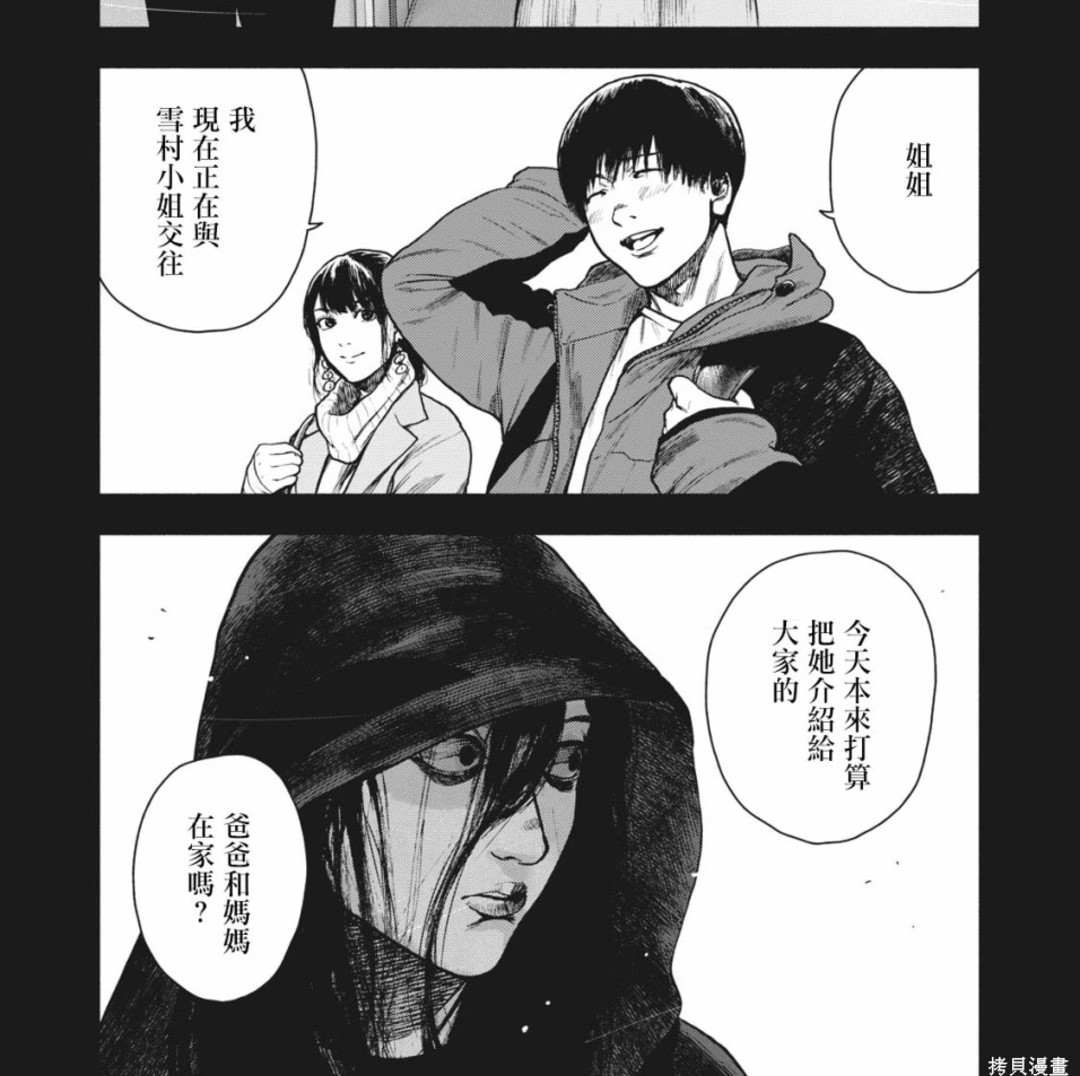 姐姐
我
現在正在與
雪村小姐交往
今天本來打算
把她介紹給
大家的
爸爸和媽媽
在家嗎？
拷貝漫畫